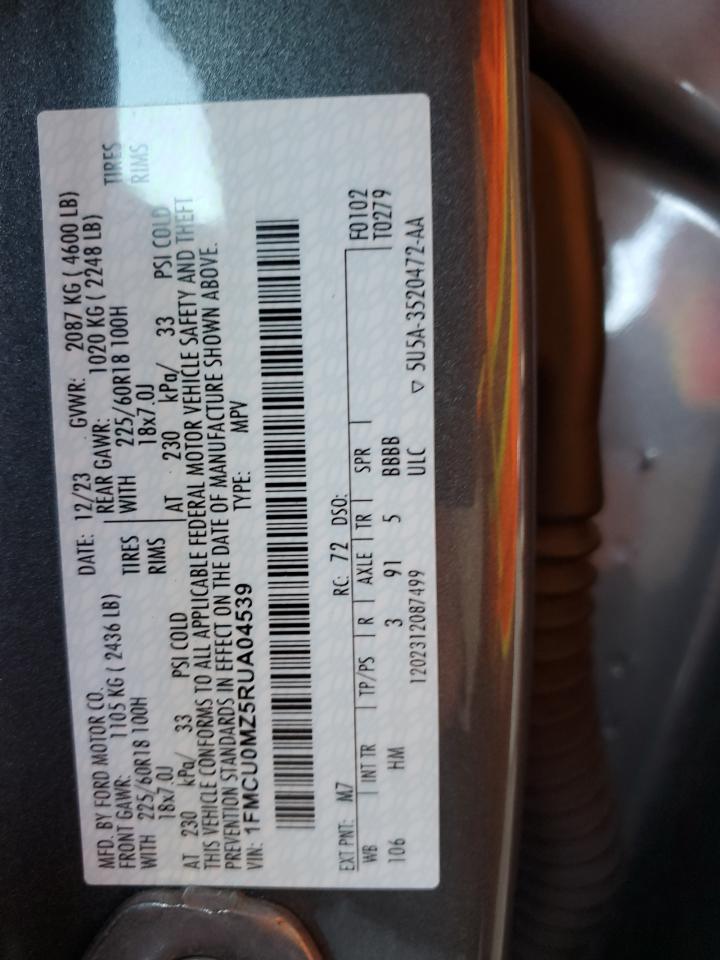 MFD. BY FORD MOTOR CO. DATE: 12/23 GVWR: 2087 KG ( 4600 LB)
FRONT GAWR: 1105 KG ( 2436 LB) REAR GAWR: 1020 KG ( 2248 LB)
WITH 225/60R18 100H TIRES WITH 225/60R18 100H TIRES
18x7.0J RIMS 18x7.0J RIMS
AT 230 kPa/ 33 PSI COLD AT 230 kPa/ 33 PSI COLD
THIS VEHICLE CONFORMS TO ALL APPLICABLE FEDERAL MOTOR VEHICLE SAFETY AND THEFT
PREVENTION STANDARDS IN EFFECT ON THE DATE OF MANUFACTURE SHOWN ABOVE.
VIN: 1FMCU0MZ5RUA04539 TYPE: MPV
EXT PNT: M7 RC: 72 DSO: F0102
WB INT TR TP/PS R AXLE TR SPR T0279
106 HM 3 91 5 BBBB
1202312087499 ULC ▽ 5U5A-3520472-AA